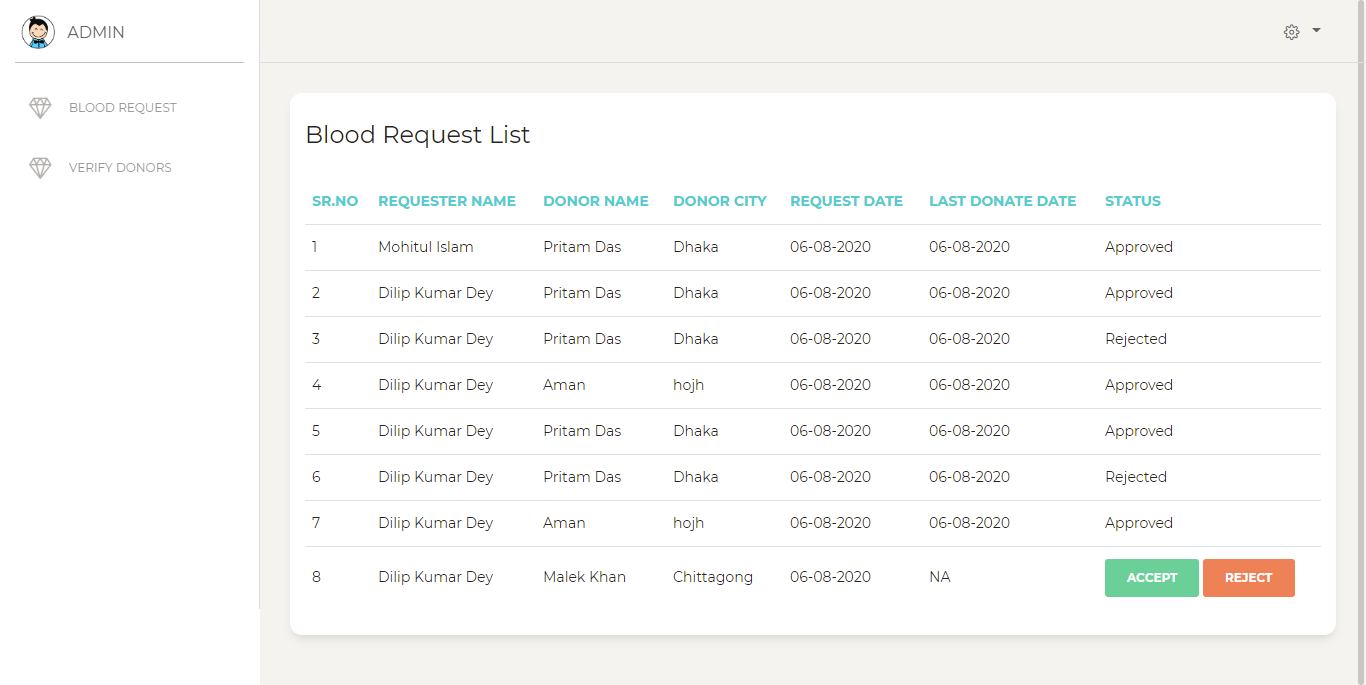 ADMIN
BLOOD REQUEST
VERIFY DONORS
Blood Request List
SR.NO REQUESTER NAME DONOR NAME DONOR CITY REQUEST DATE LAST DONATE DATE STATUS
1 Mohitul Islam Pritam Das Dhaka 06-08-2020 06-08-2020 Approved
2 Dilip Kumar Dey Pritam Das Dhaka 06-08-2020 06-08-2020 Approved
3 Dilip Kumar Dey Pritam Das Dhaka 06-08-2020 06-08-2020 Rejected
4 Dilip Kumar Dey Aman hojh 06-08-2020 06-08-2020 Approved
5 Dilip Kumar Dey Pritam Das Dhaka 06-08-2020 06-08-2020 Approved
6 Dilip Kumar Dey Pritam Das Dhaka 06-08-2020 06-08-2020 Rejected
7 Dilip Kumar Dey Aman hojh 06-08-2020 06-08-2020 Approved
8 Dilip Kumar Dey Malek Khan Chittagong 06-08-2020 NA ACCEPT REJECT